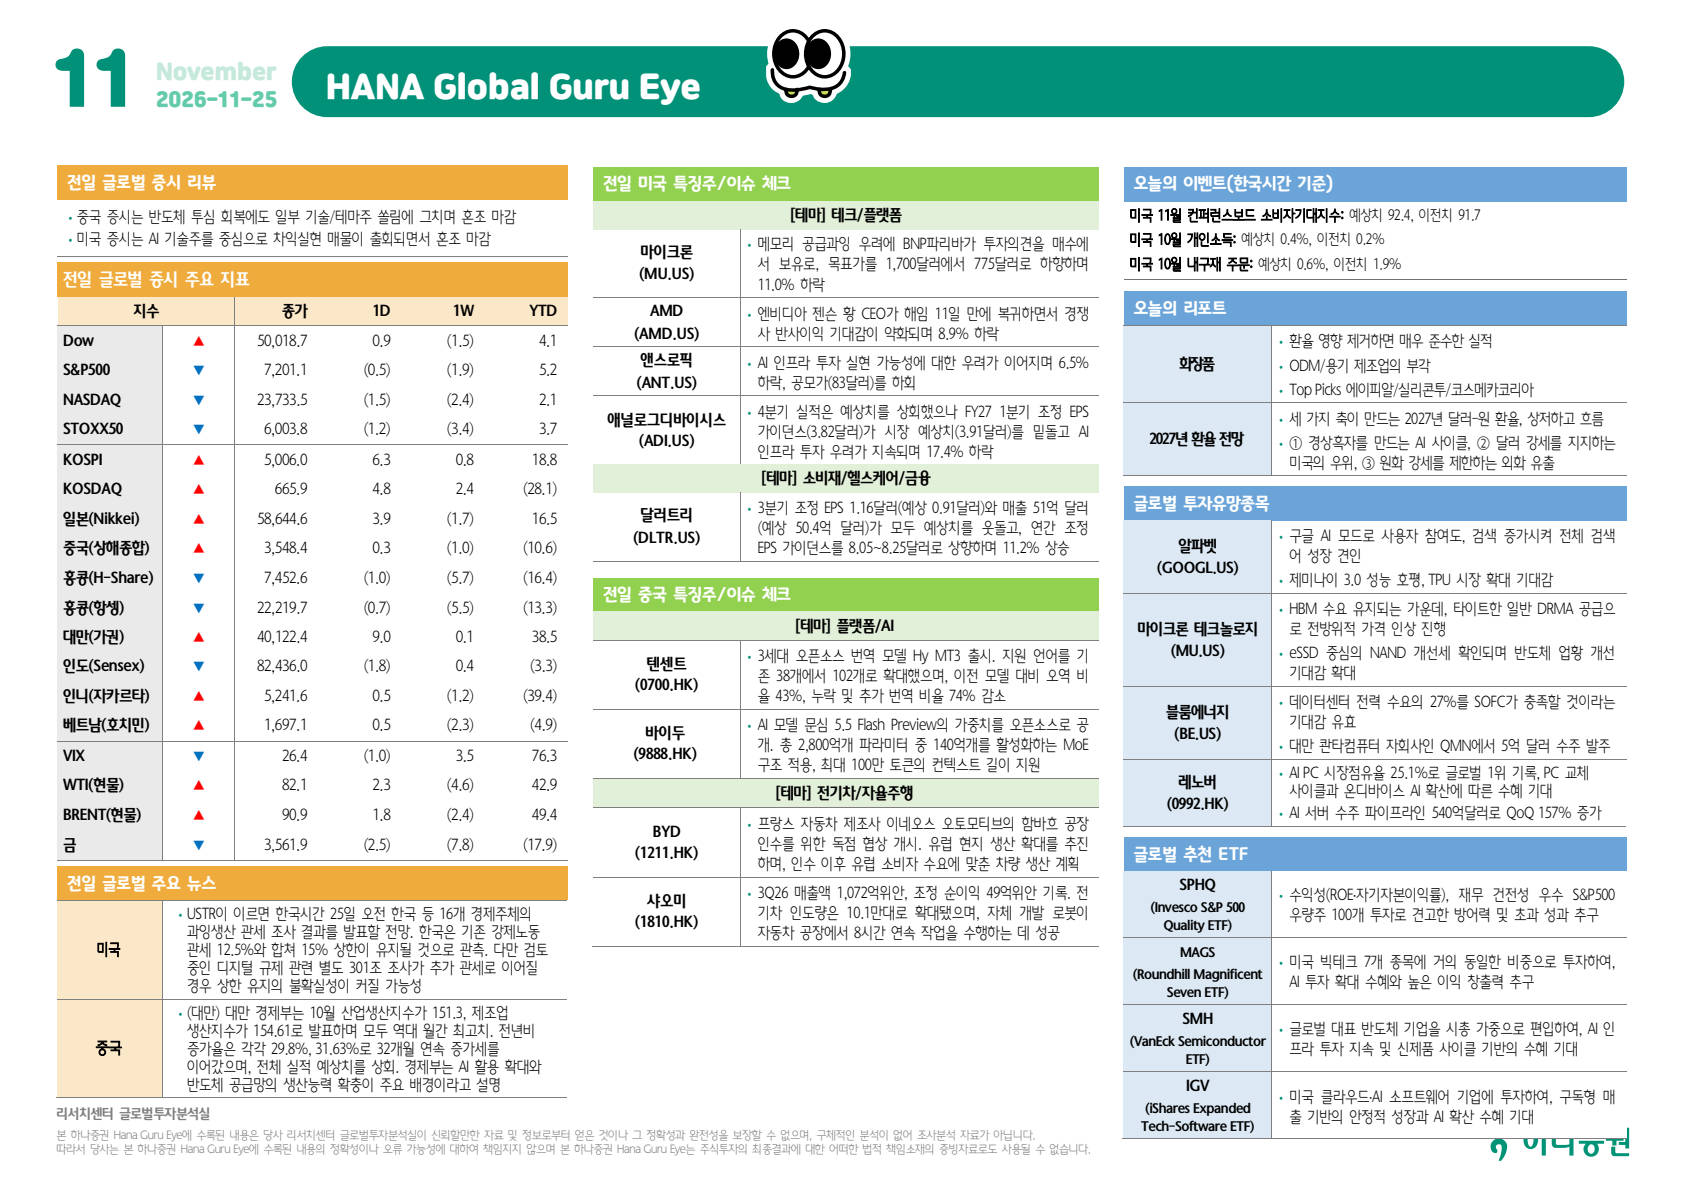 11
November
2026-11-25
HANA Global Guru Eye
전일 글로벌 증시 리뷰
• 중국 증시는 반도체 투심 회복에도 일부 기술/테마주 쏠림에 그치며 혼조 마감
• 미국 증시는 AI 기술주를 중심으로 차익실현 매물이 출회되면서 혼조 마감
전일 글로벌 증시 주요 지표
지수 종가 1D 1W YTD
Dow ▲ 50,018.7 0.9 (1.5) 4.1
S&P500 ▼ 7,201.1 (0.5) (1.9) 5.2
NASDAQ ▼ 23,733.5 (1.5) (2.4) 2.1
STOXX50 ▼ 6,003.8 (1.2) (3.4) 3.7
KOSPI ▲ 5,006.0 6.3 0.8 18.8
KOSDAQ ▲ 665.9 4.8 2.4 (28.1)
일본(Nikkei) ▲ 58,644.6 3.9 (1.7) 16.5
중국(상해종합) ▲ 3,548.4 0.3 (1.0) (10.6)
홍콩(H-Share) ▼ 7,452.6 (1.0) (5.7) (16.4)
홍콩(항셍) ▼ 22,219.7 (0.7) (5.5) (13.3)
대만(가권) ▲ 40,122.4 9.0 0.1 38.5
인도(Sensex) ▼ 82,436.0 (1.8) 0.4 (3.3)
인니(자카르타) ▲ 5,241.6 0.5 (1.2) (39.4)
베트남(호치민) ▲ 1,697.1 0.5 (2.3) (4.9)
VIX ▼ 26.4 (1.0) 3.5 76.3
WTI(현물) ▲ 82.1 2.3 (4.6) 42.9
BRENT(현물) ▲ 90.9 1.8 (2.4) 49.4
금 ▼ 3,561.9 (2.5) (7.8) (17.9)
전일 글로벌 주요 뉴스
미국
• USTR이 이르면 한국시간 25일 오전 한국 등 16개 경제주체의
과잉생산 관세 조사 결과를 발표할 전망. 한국은 기존 강제노동
관세 12.5%와 합쳐 15% 상한이 유지될 것으로 관측. 다만 검토
중인 디지털 규제 관련 별도 301조 조사가 추가 관세로 이어질
경우 상한 유지의 불확실성이 커질 가능성
중국
• (대만) 대만 경제부는 10월 산업생산지수가 151.3, 제조업
생산지수가 154.61로 발표하며 모두 역대 월간 최고치. 전년비
증가율은 각각 29.8%, 31.63%로 32개월 연속 증가세를
이어갔으며, 전체 실적 예상치를 상회. 경제부는 AI 활용 확대와
반도체 공급망의 생산능력 확충이 주요 배경이라고 설명
리서치센터 글로벌투자분석실
본 하나증권 Hana Guru Eye에 수록된 내용은 당사 리서치센터 글로벌투자분석실이 신뢰할만한 자료 및 정보로부터 얻은 것이나 그 정확성과 완전성을 보장할 수 없으며, 구체적인 분석이 없어 조사분석 자료가 아닙니다.
따라서 당사는 본 하나증권 Hana Guru Eye에 수록된 내용의 정확성이나 오류 가능성에 대하여 책임지지 않으며 본 하나증권 Hana Guru Eye는 주식투자의 최종결과에 대한 어떠한 법적 책임소재의 증빙자료로도 사용될 수 없습니다.
전일 미국 특징주/이슈 체크
[테마] 테크/플랫폼
마이크론
(MU.US)
• 메모리 공급과잉 우려에 BNP파리바가 투자의견을 매수에
서 보유로, 목표가를 1,700달러에서 775달러로 하향하며
11.0% 하락
AMD
(AMD.US)
• 엔비디아 젠슨 황 CEO가 해임 11일 만에 복귀하면서 경쟁
사 반사이익 기대감이 약화되며 8.9% 하락
앤스로픽
(ANT.US)
• AI 인프라 투자 실현 가능성에 대한 우려가 이어지며 6.5%
하락, 공모가(83달러)를 하회
애널로그디바이시스
(ADI.US)
• 4분기 실적은 예상치를 상회했으나 FY27 1분기 조정 EPS
가이던스(3.82달러)가 시장 예상치(3.91달러)를 밑돌고 AI
인프라 투자 우려가 지속되며 17.4% 하락
[테마] 소비재/헬스케어/금융
달러트리
(DLTR.US)
• 3분기 조정 EPS 1.16달러(예상 0.91달러)와 매출 51억 달러
(예상 50.4억 달러)가 모두 예상치를 웃돌고, 연간 조정
EPS 가이던스를 8.05~8.25달러로 상향하며 11.2% 상승
전일 중국 특징주/이슈 체크
[테마] 플랫폼/AI
텐센트
(0700.HK)
• 3세대 오픈소스 번역 모델 Hy MT3 출시. 지원 언어를 기
존 38개에서 102개로 확대했으며, 이전 모델 대비 오역 비
율 43%, 누락 및 추가 번역 비율 74% 감소
바이두
(9888.HK)
• AI 모델 문심 5.5 Flash Preview의 가중치를 오픈소스로 공
개. 총 2,800억개 파라미터 중 140억개를 활성화하는 MoE
구조 적용, 최대 100만 토큰의 컨텍스트 길이 지원
[테마] 전기차/자율주행
BYD
(1211.HK)
• 프랑스 자동차 제조사 이네오스 오토모티브의 함바흐 공장
인수를 위한 독점 협상 개시. 유럽 현지 생산 확대를 추진
하며, 인수 이후 유럽 소비자 수요에 맞춘 차량 생산 계획
샤오미
(1810.HK)
• 3Q26 매출액 1,072억위안, 조정 순이익 49억위안 기록. 전
기차 인도량은 10.1만대로 확대됐으며, 자체 개발 로봇이
자동차 공장에서 8시간 연속 작업을 수행하는 데 성공
오늘의 이벤트(한국시간 기준)
미국 11월 컨퍼런스보드 소비자기대지수: 예상치 92.4, 이전치 91.7
미국 10월 개인소득: 예상치 0.4%, 이전치 0.2%
미국 10월 내구재 주문: 예상치 0.6%, 이전치 1.9%
오늘의 리포트
화장품
• 환율 영향 제거하면 매우 준수한 실적
• ODM/용기 제조업의 부각
• Top Picks 에이피알/실리콘투/코스메카코리아
2027년 환율 전망
• 세 가지 축이 만드는 2027년 달러-원 환율, 상저하고 흐름
• ① 경상흑자를 만드는 AI 사이클, ② 달러 강세를 지지하는
미국의 우위, ③ 원화 강세를 제한하는 외화 유출
글로벌 투자유망종목
알파벳
(GOOGL.US)
• 구글 AI 모드로 사용자 참여도, 검색 증가시켜 전체 검색
어 성장 견인
• 제미나이 3.0 성능 호평, TPU 시장 확대 기대감
마이크론 테크놀로지
(MU.US)
• HBM 수요 유지되는 가운데, 타이트한 일반 DRMA 공급으
로 전방위적 가격 인상 진행
• eSSD 중심의 NAND 개선세 확인되며 반도체 업황 개선
기대감 확대
블룸에너지
(BE.US)
• 데이터센터 전력 수요의 27%를 SOFC가 충족할 것이라는
기대감 유효
• 대만 콴타컴퓨터 자회사인 QMN에서 5억 달러 수주 발주
레노버
(0992.HK)
• AI PC 시장점유율 25.1%로 글로벌 1위 기록, PC 교체
사이클과 온디바이스 AI 확산에 따른 수혜 기대
• AI 서버 수주 파이프라인 540억달러로 QoQ 157% 증가
글로벌 추천 ETF
SPHQ
(Invesco S&P 500
Quality ETF)
• 수익성(ROE·자기자본이익률), 재무 건전성 우수 S&P500
우량주 100개 투자로 견고한 방어력 및 초과 성과 추구
MAGS
(Roundhill Magnificent
Seven ETF)
• 미국 빅테크 7개 종목에 거의 동일한 비중으로 투자하여,
AI 투자 확대 수혜와 높은 이익 창출력 추구
SMH
(VanEck Semiconductor
ETF)
• 글로벌 대표 반도체 기업을 시총 가중으로 편입하여, AI 인
프라 투자 지속 및 신제품 사이클 기반의 수혜 기대
IGV
(iShares Expanded
Tech-Software ETF)
• 미국 클라우드·AI 소프트웨어 기업에 투자하여, 구독형 매
출 기반의 안정적 성장과 AI 확산 수혜 기대